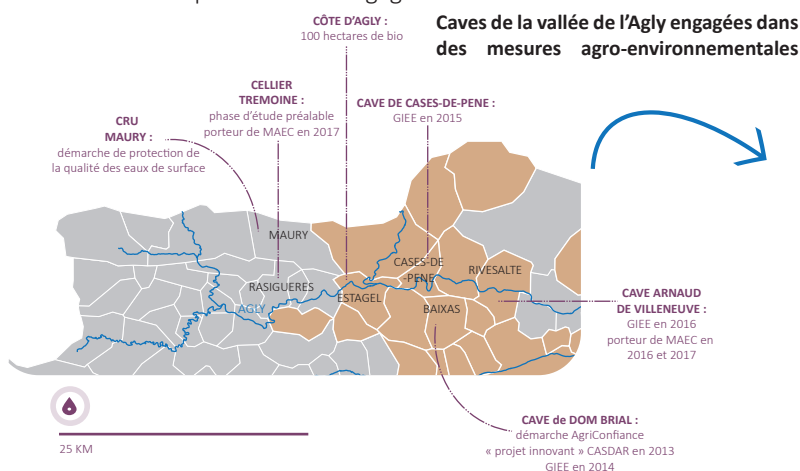 CÔTE D'AGLY :
100 hectares de bio
Caves de la vallée de l'Agly engagées dans
des mesures agro-environnementales
CELLIER
TREMOINE :
phase d'étude préalable
porteur de MAEC en 2017
CAVE DE CASES-DE-PENE :
GIEE en 2015
CRU
MAURY :
démarche de protection de
la qualité des eaux de surface
MAURY
CASES-DE
-PENE
RIVESALTE
RASIGUERES
ESTAGEL
AGLY
BAIXAS
CAVE ARNAUD
DE VILLENEUVE :
GIEE en 2016
porteur de MAEC en
2016 et 2017
25 KM
CAVE de DOM BRIAL :
démarche AgriConfiance
« projet innovant » CASDAR en 2013
GIEE en 2014